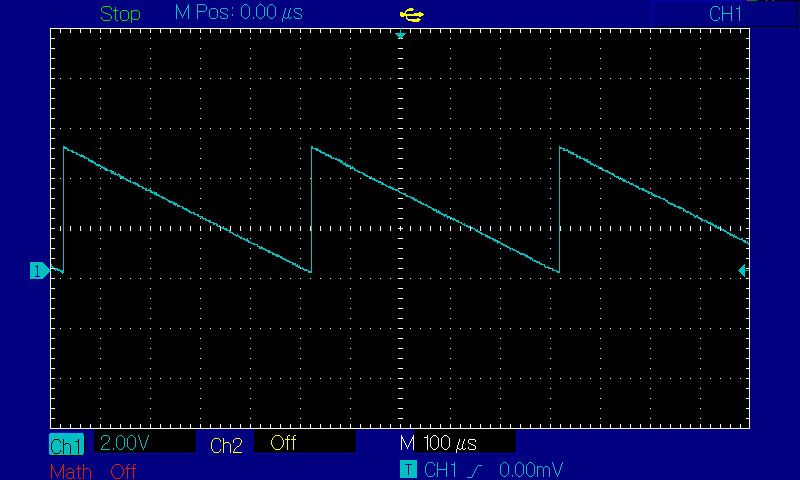 Stop M Pos: 0.00 µs CH1
1
Ch1 2.00V Ch2 Off M 100 µs
Math Off T CH1 0.00mV